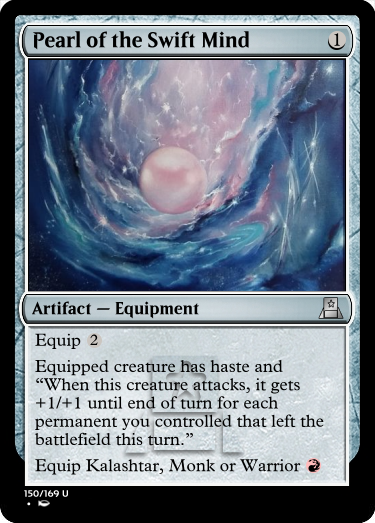 Pearl of the Swift Mind 1
Artifact — Equipment
Equip 2
Equipped creature has haste and
“When this creature attacks, it gets
+1/+1 until end of turn for each
permanent you controlled that left the
battlefield this turn.”
Equip Kalashtar, Monk or Warrior
150/169 U